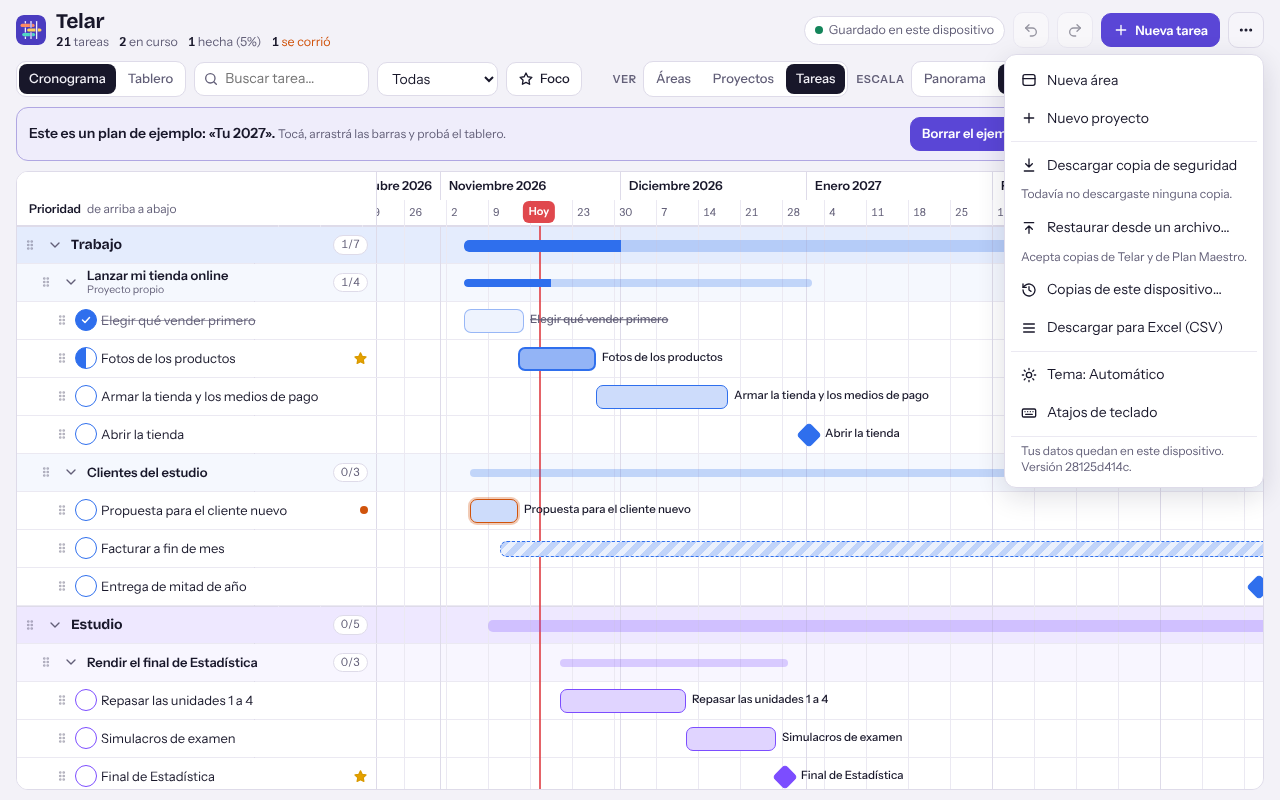 Telar
21 tareas 2 en curso 1 hecha (5%) 1 se corrió
Guardado en este dispositivo
Nueva tarea
Cronograma Tablero
Buscar tarea...
Todas
Foco
VER Áreas Proyectos Tareas
ESCALA Panorama
Este es un plan de ejemplo: «Tu 2027». Tocá, arrastrá las barras y probá el tablero.
Borrar el ejem
Nueva área
Nuevo proyecto
Descargar copia de seguridad
Todavía no descargaste ninguna copia.
Restaurar desde un archivo...
Acepta copias de Telar y de Plan Maestro.
Copias de este dispositivo...
Descargar para Excel (CSV)
Tema: Automático
Atajos de teclado
Tus datos quedan en este dispositivo.
Versión 28125d414c.
ubre 2026 Noviembre 2026 Diciembre 2026 Enero 2027
Prioridad de arriba a abajo
26 2 9 Hoy 23 30 7 14 21 28 4 11 18 25
Trabajo 1/7
Lanzar mi tienda online 1/4
Proyecto propio
Elegir qué vender primero Elegir qué vender primero
Fotos de los productos Fotos de los productos
Armar la tienda y los medios de pago Armar la tienda y los medios de pago
Abrir la tienda Abrir la tienda
Clientes del estudio 0/3
Propuesta para el cliente nuevo Propuesta para el cliente nuevo
Facturar a fin de mes
Entrega de mitad de año
Estudio 0/5
Rendir el final de Estadística 0/3
Repasar las unidades 1 a 4 Repasar las unidades 1 a 4
Simulacros de examen Simulacros de examen
Final de Estadística Final de Estadística